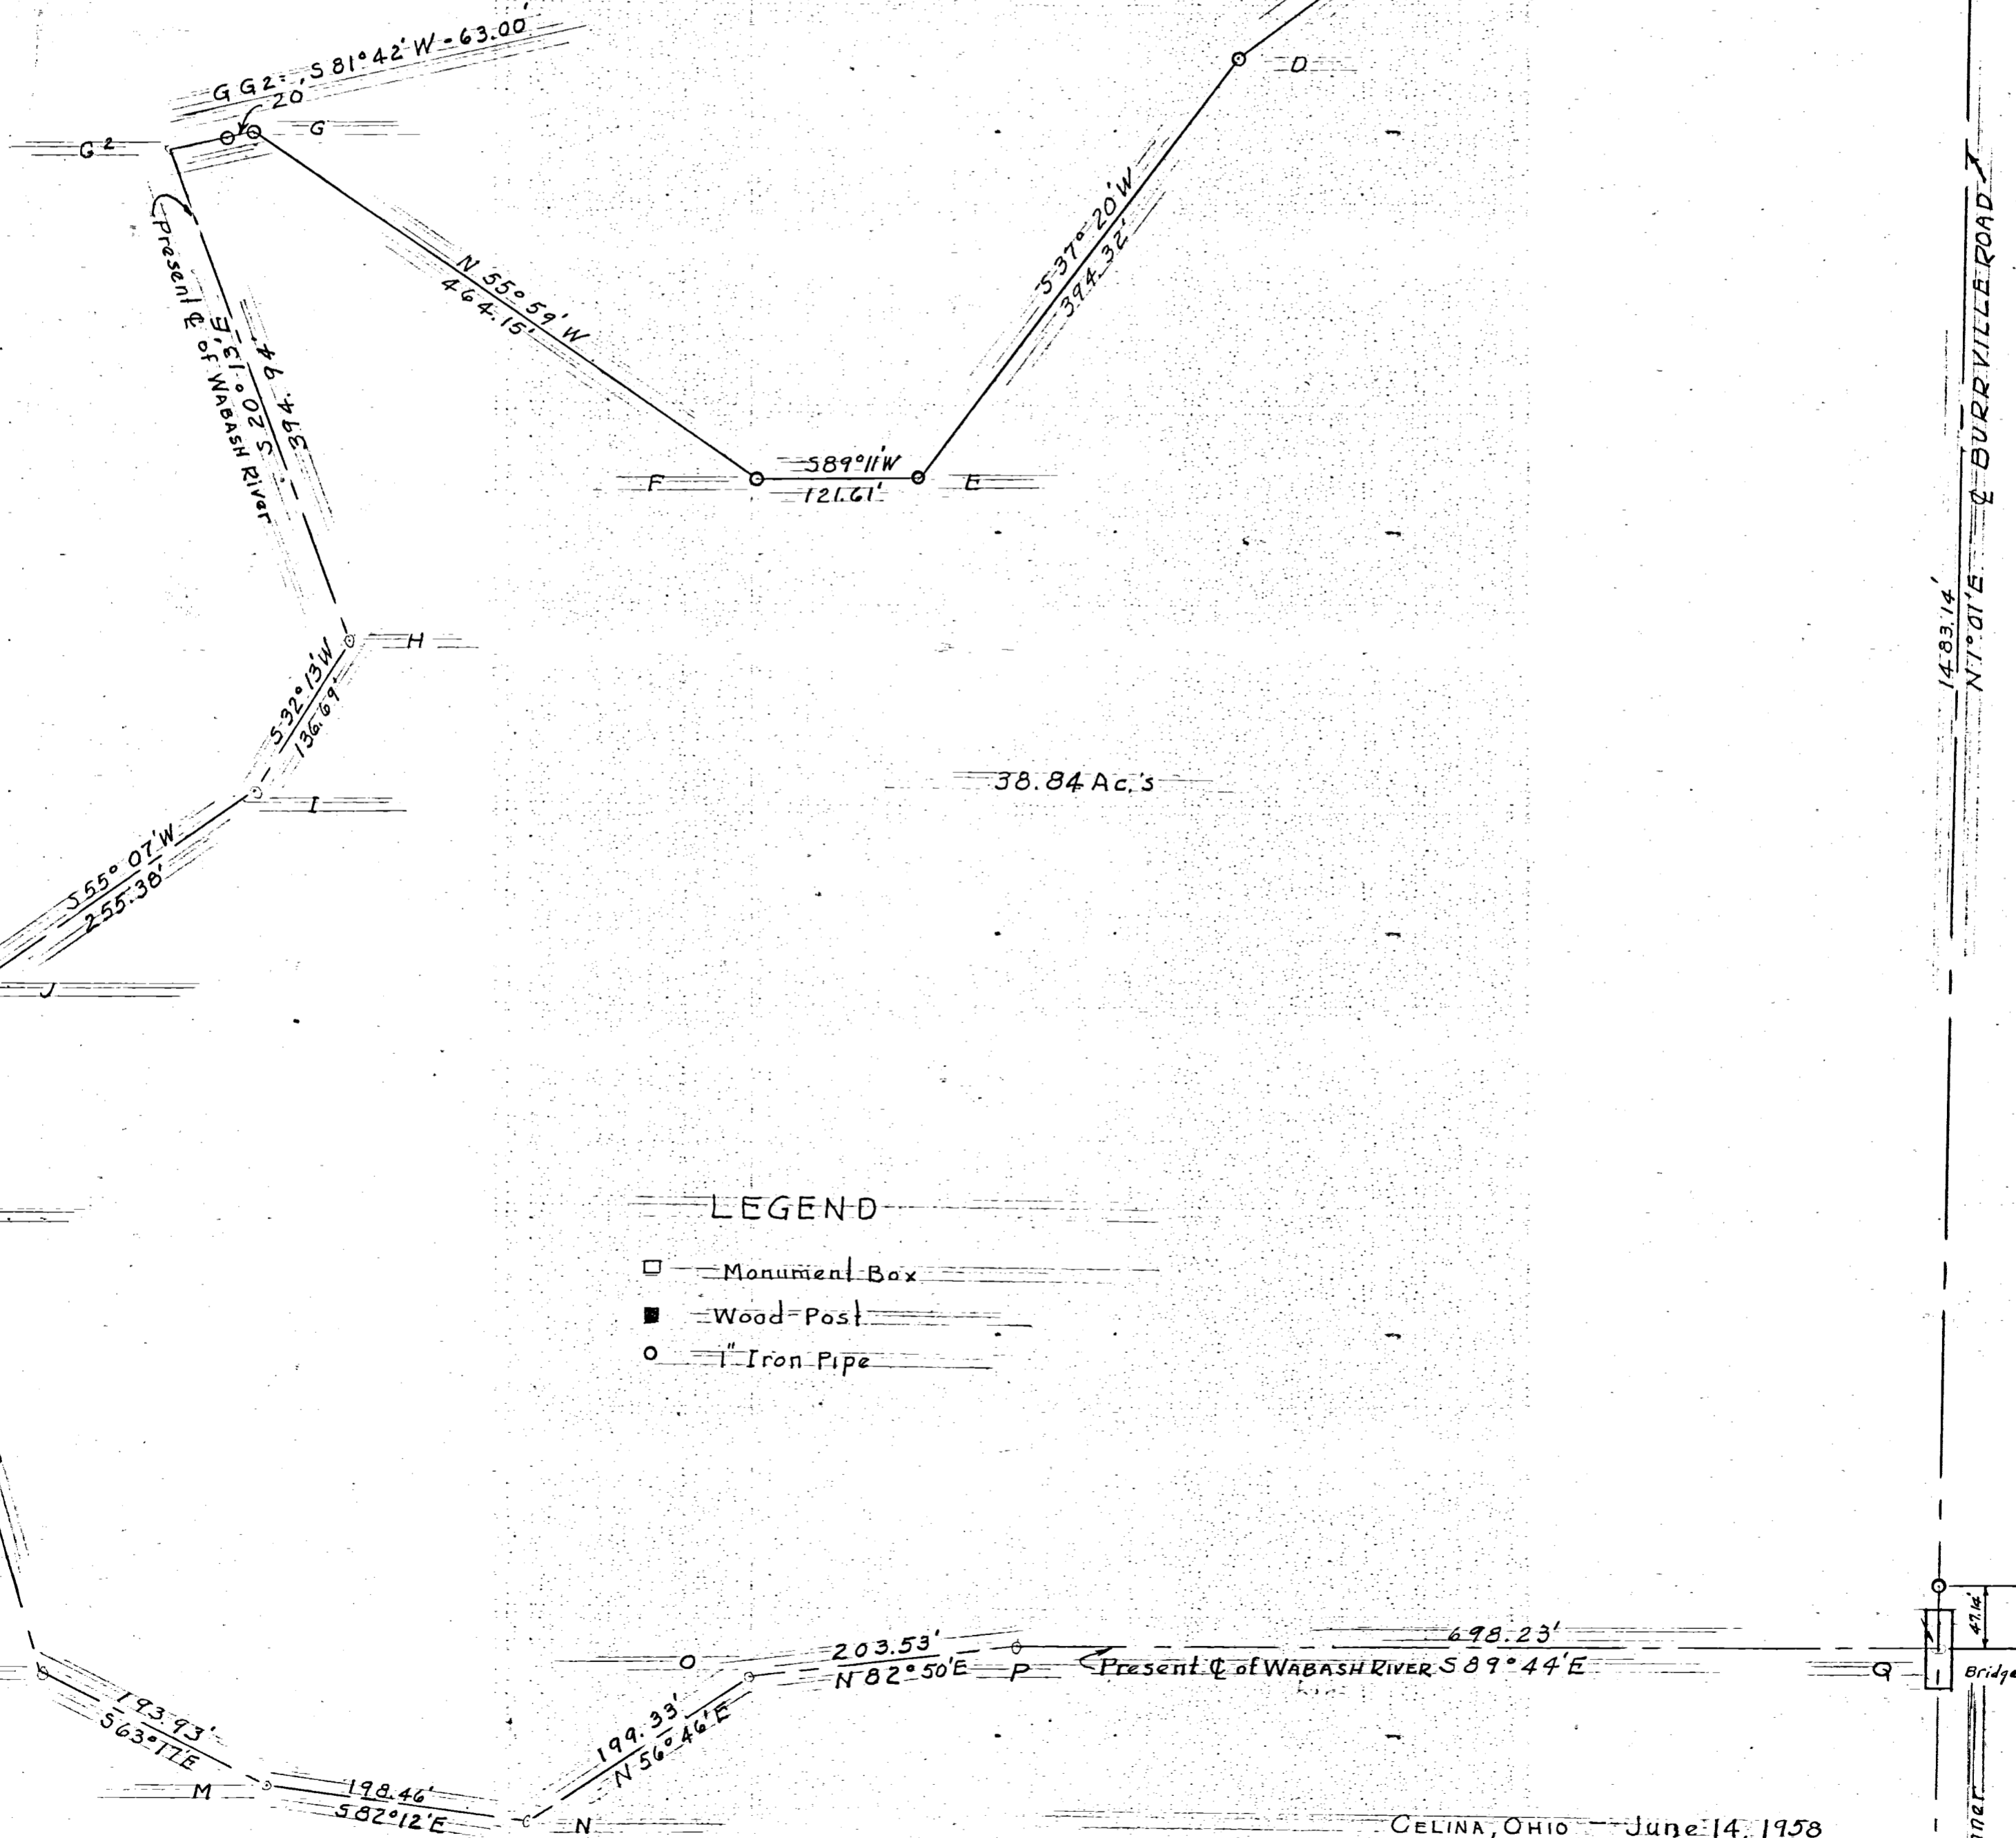 G G2 = S 81° 42' W - 63.00'
20'
G
G2
D
Present ℄ of WABASH River
S 20° 31' E
394.94'
N 55° 59' W
464.15'
S 37° 20' W
394.32'
F
S 89° 11' W
121.61'
E
℄ BURRVILLE ROAD
N 1° 01' E
1483.14'
H
S 32° 13' W
136.69'
I
38.84 Ac.'s
S 55° 07' W
255.38'
J
LEGEND
Monument Box
Wood Post
1" Iron Pipe
47.14'
Bridge
O
203.53'
N 82° 50' E
P
698.23'
Present ℄ of WABASH RIVER S 89° 44' E
Q
193.93'
S 63° 17' E
199.33'
N 56° 46' E
M
198.46'
S 82° 12' E
N
CELINA, OHIO - June 14, 1958